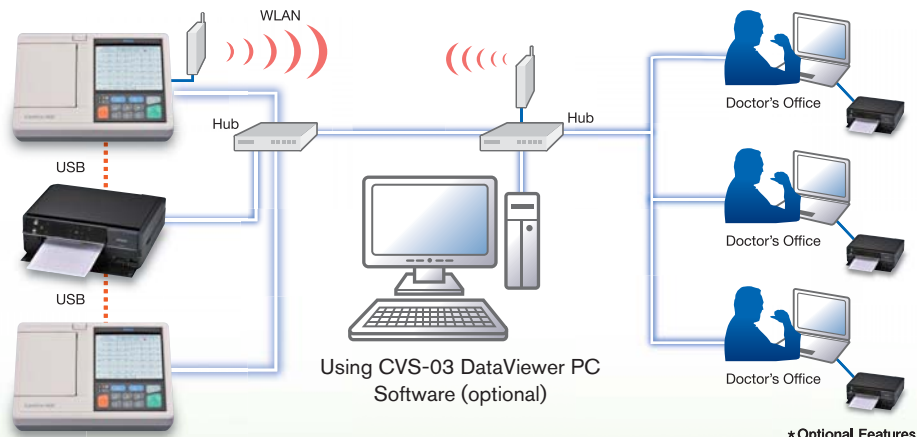 WLAN
Hub
Hub
USB
USB
Doctor's Office
Doctor's Office
Doctor's Office
Using CVS-03 DataViewer PC
Software (optional)
*Optional Features